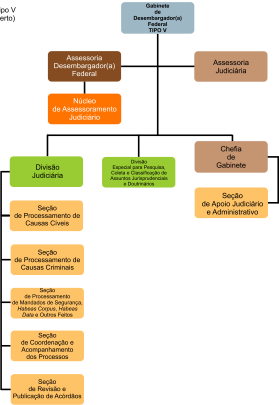 ipo V
erto)
Gabinete
de
Desembargador(a)
Federal
TIPO V
Assessoria
Desembargador(a)
Federal
Assessoria
Judiciária
Núcleo
de Assessoramento
Judiciário
Divisão
Judiciária
Divisão
Especial para Pesquisa,
Coleta e Classificação de
Assuntos Jurisprudenciais
e Doutrinários
Chefia
de
Gabinete
Seção
de Apoio Judiciário
e Administrativo
Seção
de Processamento de
Causas Cíveis
Seção
de Processamento de
Causas Criminais
Seção
de Processamento
de Mandados de Segurança,
Habeas Corpus, Habeas
Data e Outros Feitos
Seção
de Coordenação e
Acompanhamento
dos Processos
Seção
de Revisão e
Publicação de Acórdãos